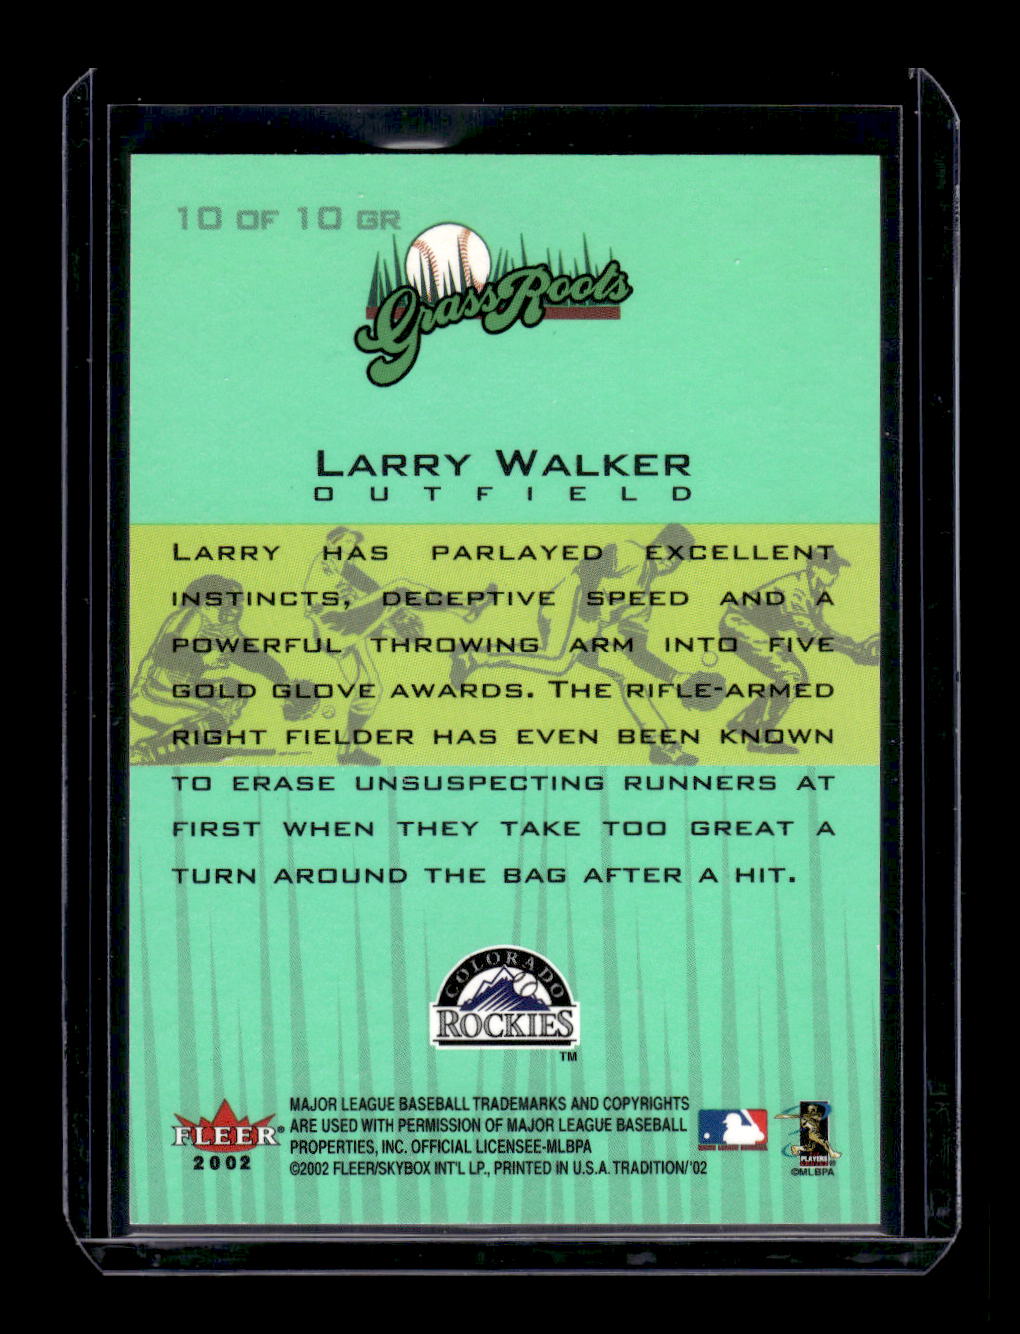 10 OF 10 GR
GrassRoots
LARRY WALKER
OUTFIELD
LARRY HAS PARLAYED EXCELLENT
INSTINCTS, DECEPTIVE SPEED AND A
POWERFUL THROWING ARM INTO FIVE
GOLD GLOVE AWARDS. THE RIFLE-ARMED
RIGHT FIELDER HAS EVEN BEEN KNOWN
TO ERASE UNSUSPECTING RUNNERS AT
FIRST WHEN THEY TAKE TOO GREAT A
TURN AROUND THE BAG AFTER A HIT.
COLORADO
ROCKIES
TM
FLEER®
2002
MAJOR LEAGUE BASEBALL TRADEMARKS AND COPYRIGHTS
ARE USED WITH PERMISSION OF MAJOR LEAGUE BASEBALL
PROPERTIES, INC. OFFICIAL LICENSEE-MLBPA
©2002 FLEER/SKYBOX INT'L LP., PRINTED IN U.S.A. TRADITION/'02
PLAYERS
©MLBPA